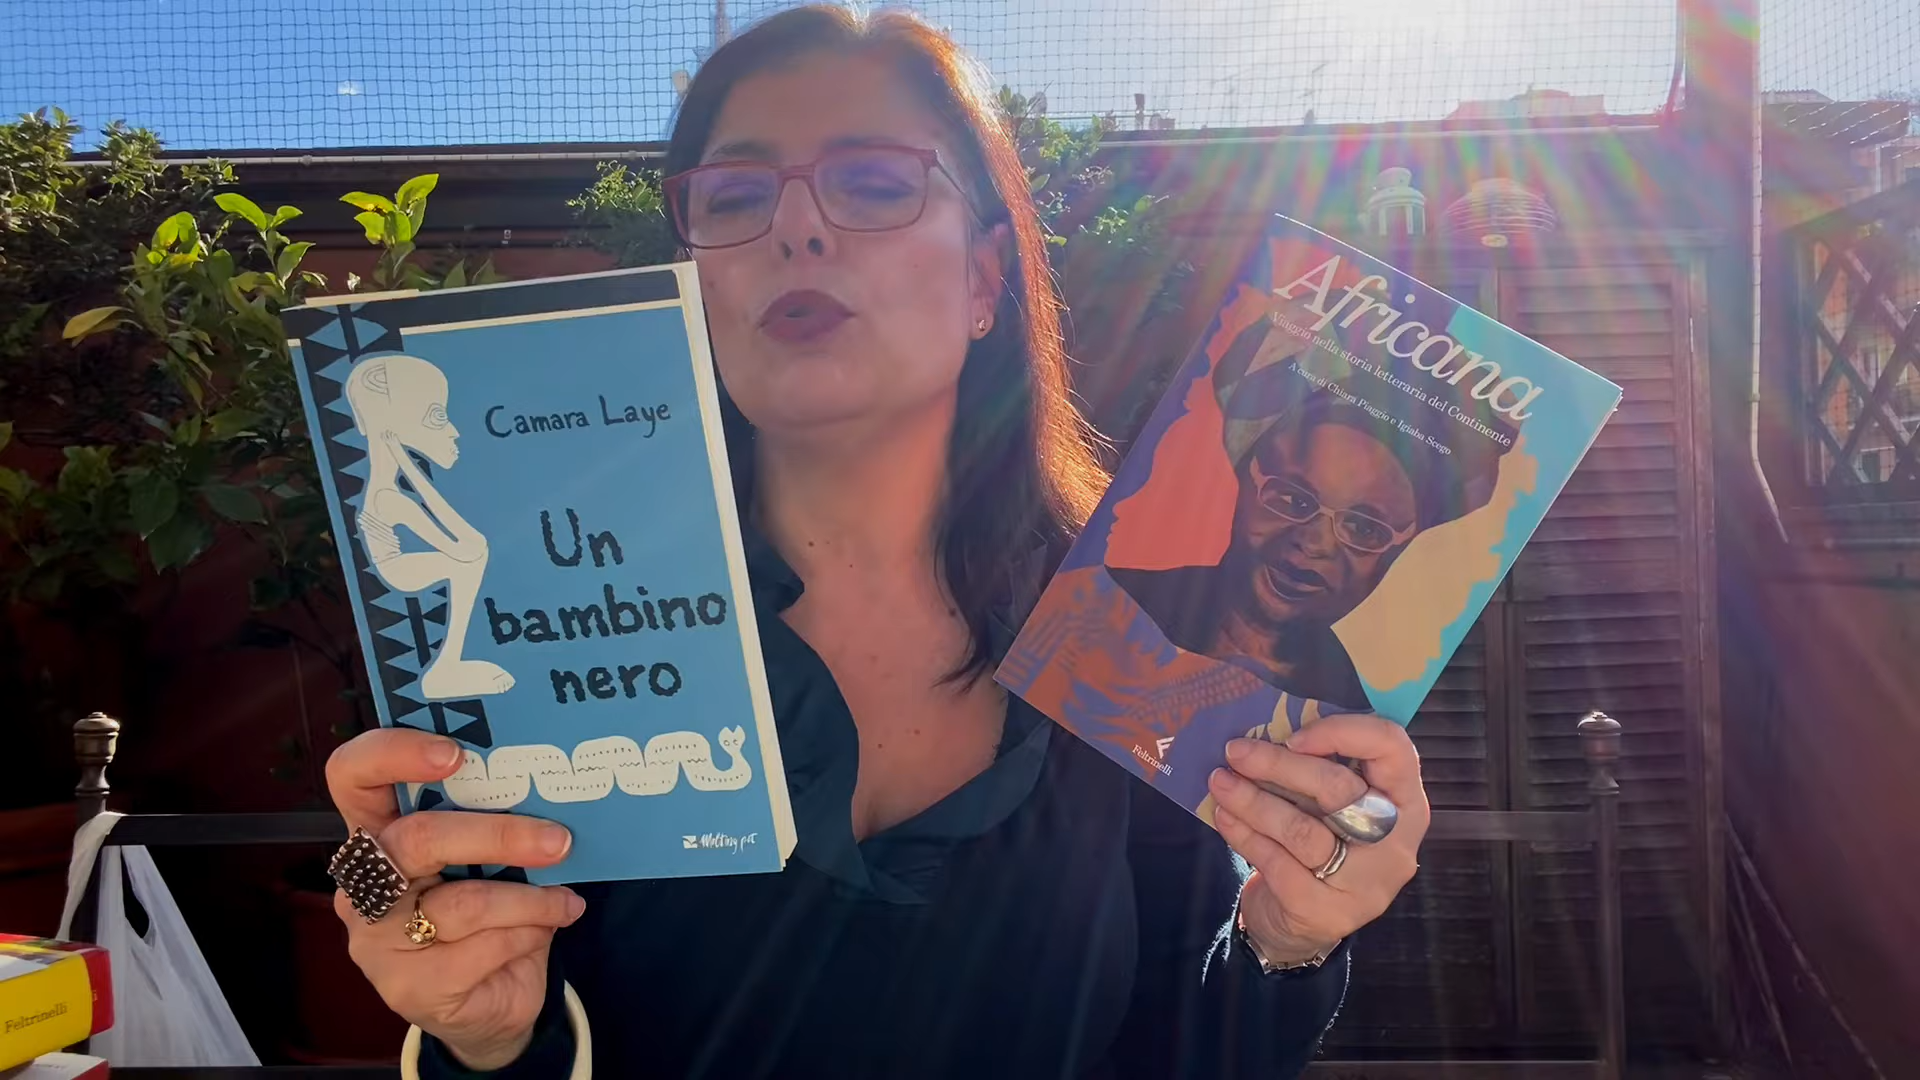 Camara Laye
Un
bambino
nero
Melting pot
Africana
Viaggio nella storia letteraria del Continente
A cura di Chiara Piaggio e Igiaba Scego
Feltrinelli
Feltrinelli